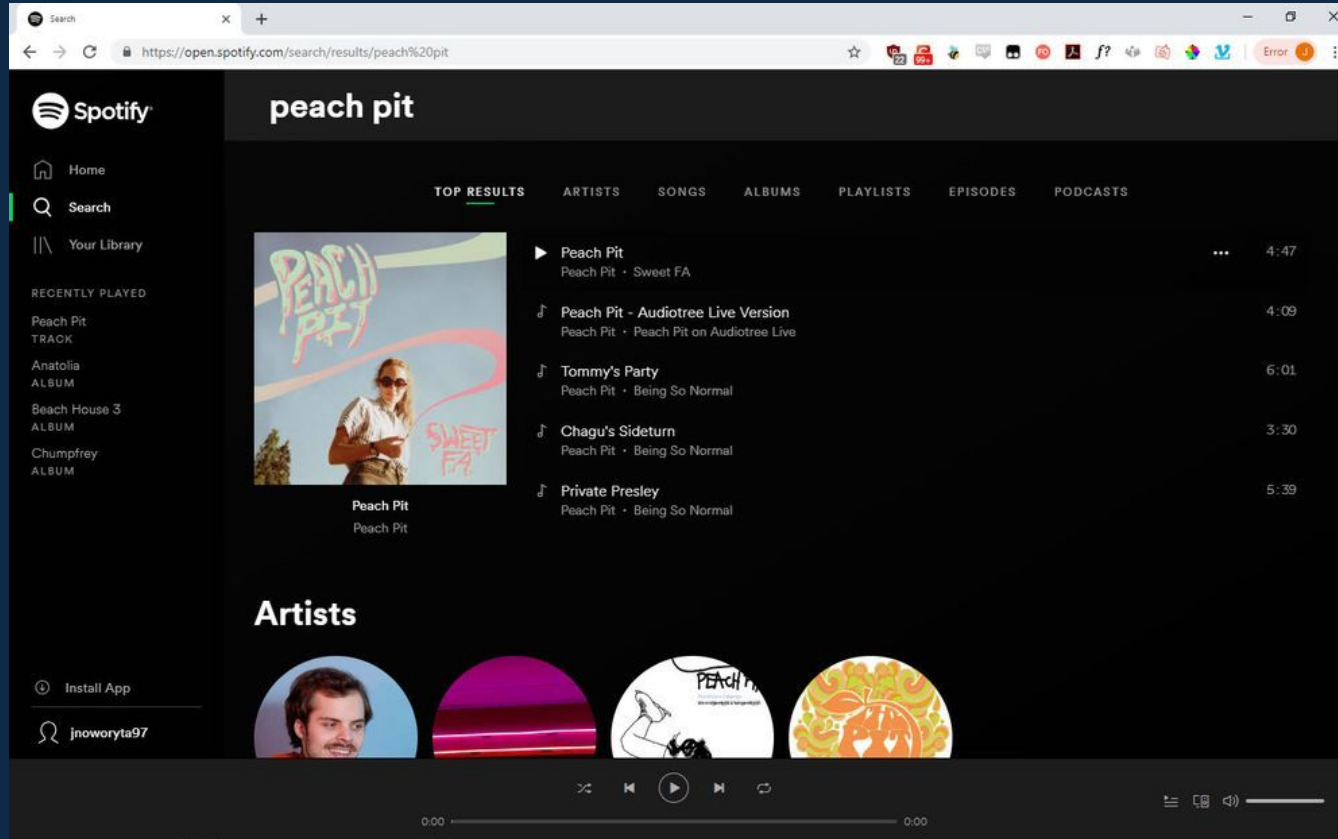 Search
https://open.spotify.com/search/results/peach%20pit
22
99+
f?
Error J
Spotify
peach pit
Home
Search
Your Library
RECENTLY PLAYED
Peach Pit
TRACK
Anatolia
ALBUM
Beach House 3
ALBUM
Chumpfrey
ALBUM
Install App
jnoworyta97
TOP RESULTS ARTISTS SONGS ALBUMS PLAYLISTS EPISODES PODCASTS
PEACH
PIT
SWEET
FA
Peach Pit
Peach Pit
Peach Pit 4:47
Peach Pit • Sweet FA
Peach Pit - Audiotree Live Version 4:09
Peach Pit • Peach Pit on Audiotree Live
Tommy's Party 6:01
Peach Pit • Being So Normal
Chagu's Sideturn 3:30
Peach Pit • Being So Normal
Private Presley 5:39
Peach Pit • Being So Normal
Artists
PEACH
PIT
0:00 0:00